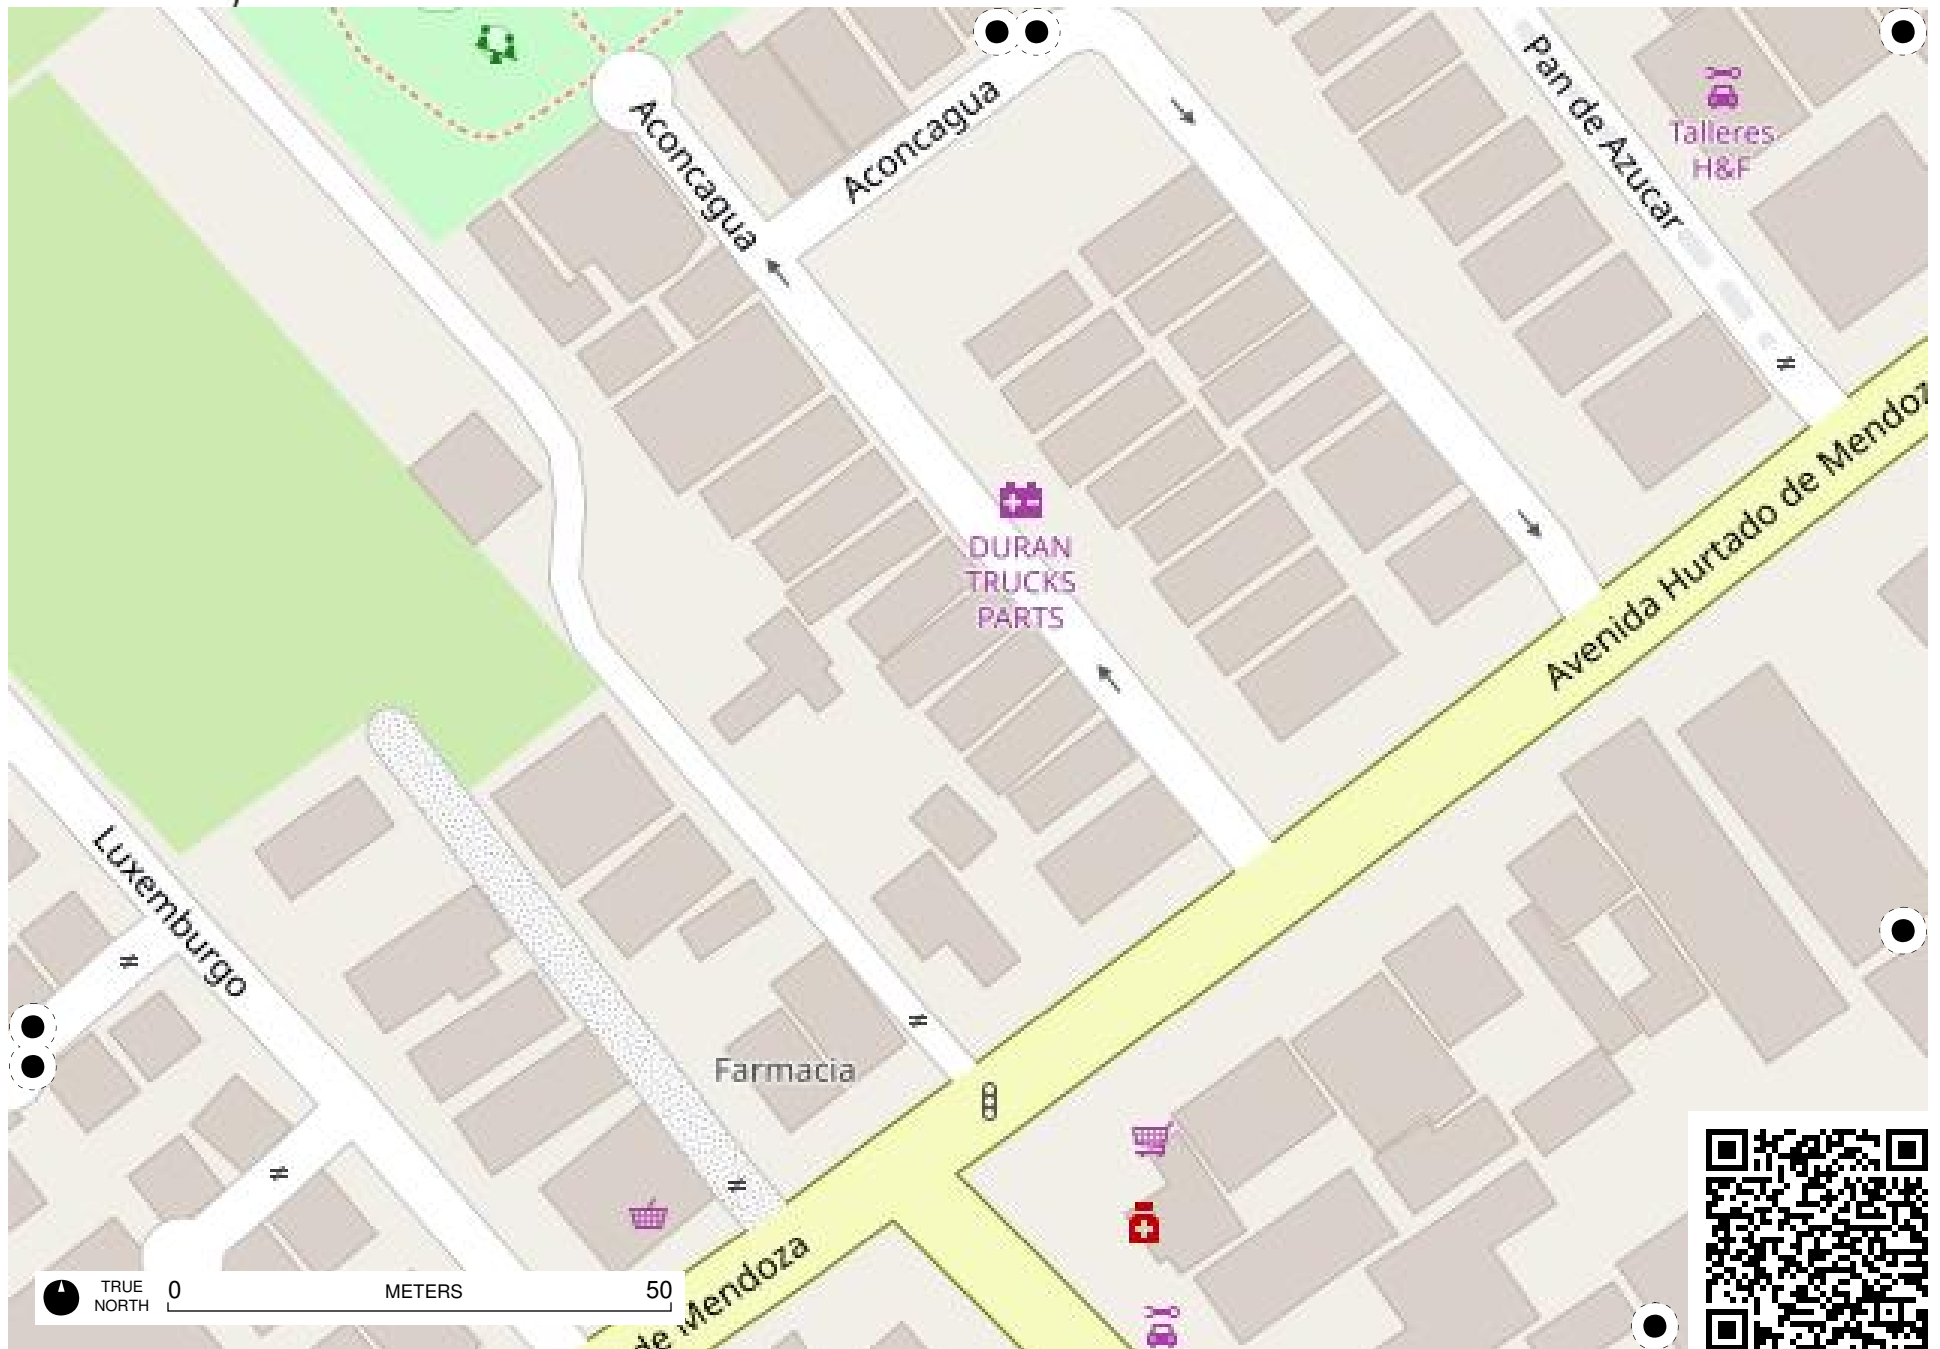 Pan de Azucar
Talleres
H&F
Aconcagua
Aconcagua
DURAN
TRUCKS
PARTS
Avenida Hurtado de Mendoz
Luxemburgo
Farmacia
de Mendoza
TRUE
NORTH
0 METERS 50